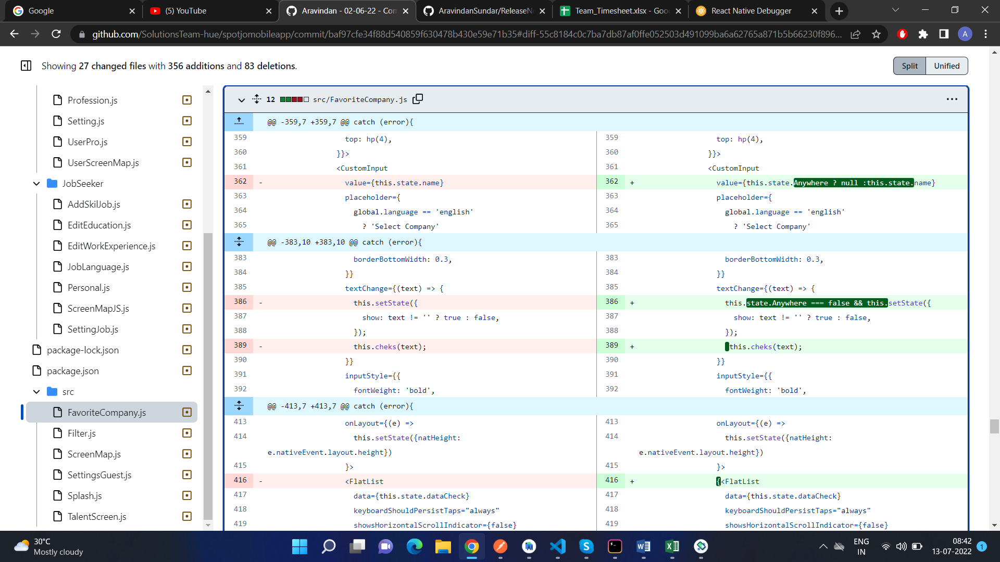 Google
(5) YouTube
Aravindan - 02-06-22 - Con
AravindanSundar/ReleaseN
Team_Timesheet.xlsx - Goo
React Native Debugger
github.com/SolutionsTeam-hue/spotjomobileapp/commit/baf97cfe34f88d540859f630478b430e59e71b35#diff-55c8184c0c7ba7db87af0ffe052503d491099ba6a62765a871b5b66230f896...
A
Showing 27 changed files with 356 additions and 83 deletions.
Split
Unified
Profession.js
Setting.js
UserPro.js
UserScreenMap.js
JobSeeker
AddSkilJob.js
EditEducation.js
EditWorkExperience.js
JobLanguage.js
Personal.js
ScreenMapJS.js
SettingJob.js
package-lock.json
package.json
src
FavoriteCompany.js
Filter.js
ScreenMap.js
SettingsGuest.js
Splash.js
TalentScreen.js
12 src/FavoriteCompany.js
@@ -359,7 +359,7 @@ catch (error){
359 top: hp(4),
360 }}>
361 <CustomInput
362 - value={this.state.name}
363 placeholder={
364 global.language == 'english'
365 ? 'Select Company'
359 top: hp(4),
360 }}>
361 <CustomInput
362 + value={this.state.Anywhere ? null :this.state.name}
363 placeholder={
364 global.language == 'english'
365 ? 'Select Company'
@@ -383,10 +383,10 @@ catch (error){
383 borderBottomWidth: 0.3,
384 }}
385 textChange={(text) => {
386 - this.setState({
387 show: text != '' ? true : false,
388 });
389 - this.cheks(text);
390 }}
391 inputStyle={{
392 fontWeight: 'bold',
383 borderBottomWidth: 0.3,
384 }}
385 textChange={(text) => {
386 + this.state.Anywhere === false && this.setState({
387 show: text != '' ? true : false,
388 });
389 + this.cheks(text);
390 }}
391 inputStyle={{
392 fontWeight: 'bold',
@@ -413,7 +413,7 @@ catch (error){
413 onLayout={(e) =>
414 this.setState({natHeight:
e.nativeEvent.layout.height})
415 }>
416 - <FlatList
417 data={this.state.dataCheck}
418 keyboardShouldPersistTaps="always"
419 showsHorizontalScrollIndicator={false}
413 onLayout={(e) =>
414 this.setState({natHeight:
e.nativeEvent.layout.height})
415 }>
416 + {<FlatList
417 data={this.state.dataCheck}
418 keyboardShouldPersistTaps="always"
419 showsHorizontalScrollIndicator={false}
30°C
Mostly cloudy
ENG
IN
08:42
13-07-2022
1